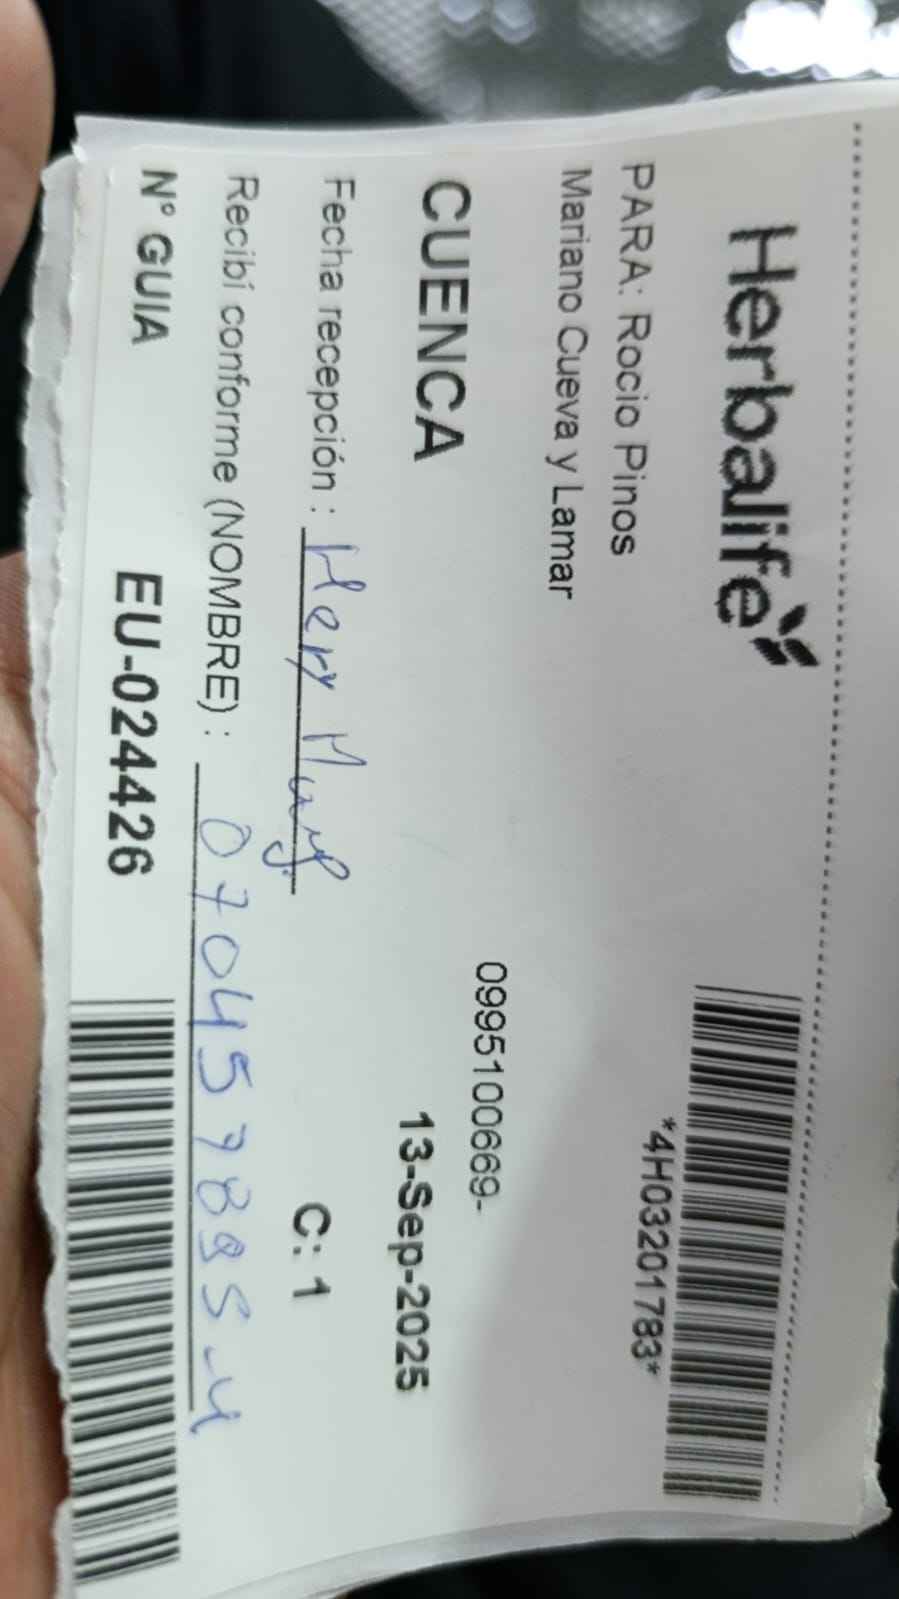 Herbalife
*4H03201783*
PARA: Rocio Pinos
Mariano Cueva y Lamar
0995100669-
CUENCA 13-Sep-2025
Fecha recepción : Hery C: 1
Recibí conforme (NOMBRE) :
N° GUIA EU-024426